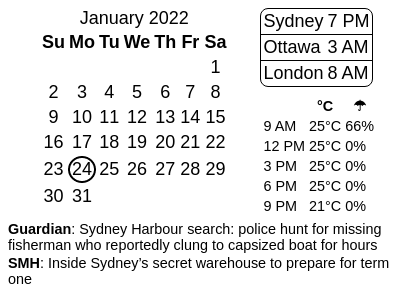 January 2022
Su Mo Tu We Th Fr Sa
1
2 3 4 5 6 7 8
9 10 11 12 13 14 15
16 17 18 19 20 21 22
23 24 25 26 27 28 29
30 31
Sydney 7 PM
Ottawa 3 AM
London 8 AM
°C ☂
9 AM 25°C 66%
12 PM 25°C 0%
3 PM 25°C 0%
6 PM 25°C 0%
9 PM 21°C 0%
Guardian: Sydney Harbour search: police hunt for missing
fisherman who reportedly clung to capsized boat for hours
SMH: Inside Sydney’s secret warehouse to prepare for term
one